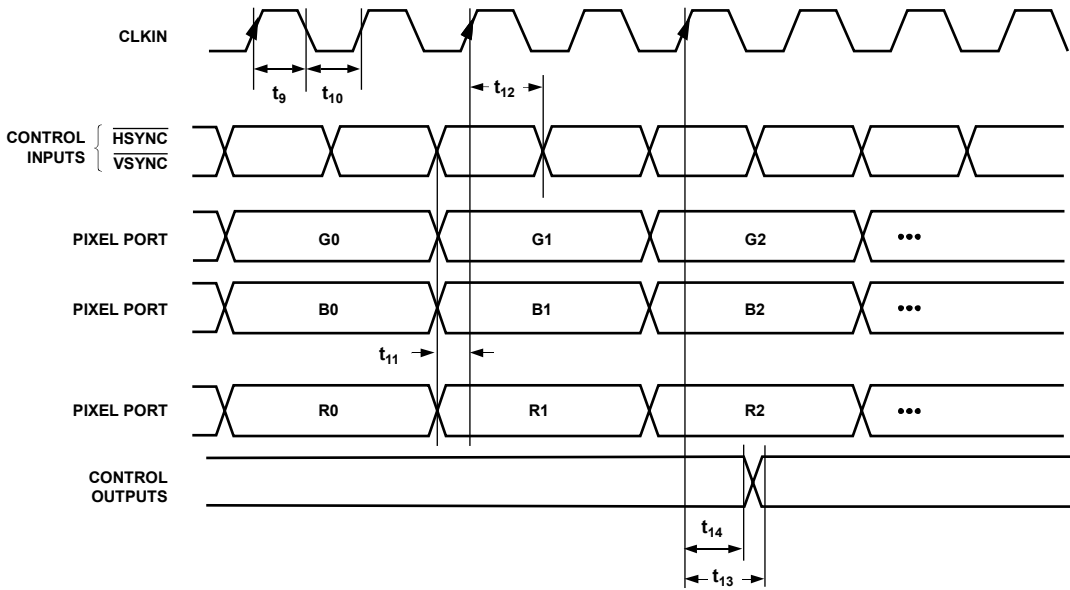 CLKIN
t9
t10
t12
CONTROL INPUTS
HSYNC
VSYNC
PIXEL PORT
G0
G1
G2
•••
PIXEL PORT
B0
B1
B2
•••
t11
PIXEL PORT
R0
R1
R2
•••
CONTROL OUTPUTS
t14
t13